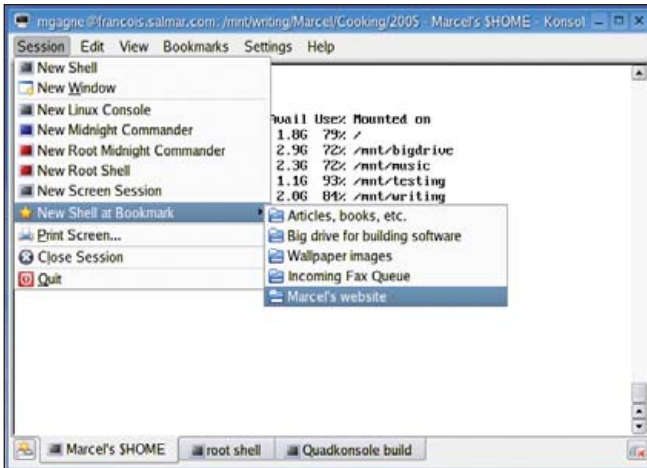 mgagne@francois.salmar.com: /mnt/writing/Marcel/Cooking/2005 - Marcel's $HOME - Konsol
Session Edit View Bookmarks Settings Help
New Shell
New Window
New Linux Console
New Midnight Commander
New Root Midnight Commander
New Root Shell
New Screen Session
New Shell at Bookmark
Print Screen...
Close Session
Quit
Avail Use% Mounted on
1.8G 79% /
2.9G 72% /mnt/bigdrive
2.3G 72% /mnt/music
1.1G 93% /mnt/testing
2.0G 84% /mnt/writing
Articles, books, etc.
Big drive for building software
Wallpaper images
Incoming Fax Queue
Marcel's website
Marcel's $HOME root shell Quadkonsole build